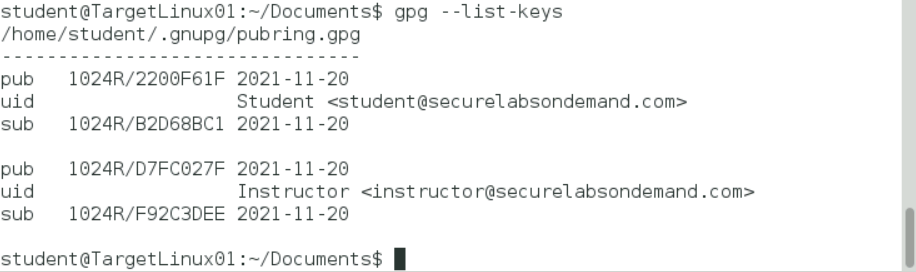 student@TargetLinux01:~/Documents$ gpg --list-keys
/home/student/.gnupg/pubring.gpg
--------------------------------
pub   1024R/2200F61F 2021-11-20
uid                  Student <student@securelabsondemand.com>
sub   1024R/B2D68BC1 2021-11-20

pub   1024R/D7FC027F 2021-11-20
uid                  Instructor <instructor@securelabsondemand.com>
sub   1024R/F92C3DEE 2021-11-20

student@TargetLinux01:~/Documents$